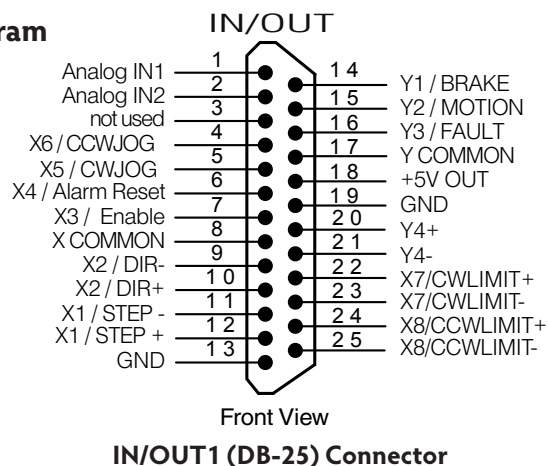 ram
IN/OUT
1
Analog IN1
2
Analog IN2
3
not used
4
X6 / CCWJOG
5
X5 / CWJOG
6
X4 / Alarm Reset
7
X3 / Enable
8
X COMMON
9
X2 / DIR-
10
X2 / DIR+
11
X1 / STEP -
12
X1 / STEP +
13
GND
14
Y1 / BRAKE
15
Y2 / MOTION
16
Y3 / FAULT
17
Y COMMON
18
+5V OUT
19
GND
20
Y4+
21
Y4-
22
X7/CWLIMIT+
23
X7/CWLIMIT-
24
X8/CCWLIMIT+
25
X8/CCWLIMIT-
Front View
IN/OUT1 (DB-25) Connector